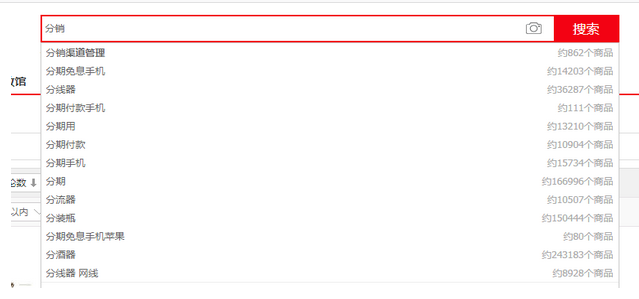 分销
搜索
分销渠道管理 约862个商品
分期免息手机 约14203个商品
分线器 约36287个商品
分期付款手机 约111个商品
分期用 约13210个商品
分期付款 约10904个商品
分期手机 约15734个商品
分期 约166996个商品
分流器 约10507个商品
分装瓶 约150444个商品
分期免息手机苹果 约80个商品
分酒器 约243183个商品
分线器 网线 约8928个商品
馆
论数
以内